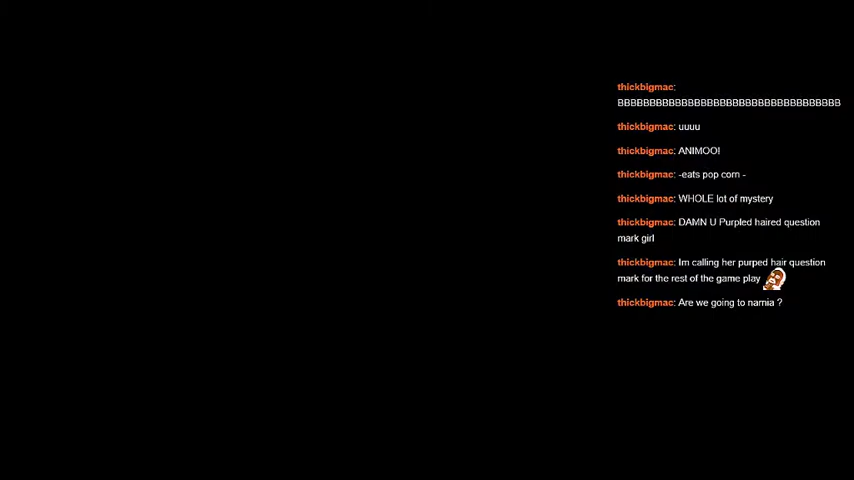 thickbigmac:
BBBBBBBBBBBBBBBBBBBBBBBBBBBBBBBBBBB
thickbigmac: uuuu
thickbigmac: ANIMOO!
thickbigmac: -eats pop corn -
thickbigmac: WHOLE lot of mystery
thickbigmac: DAMN U Purpled haired question
mark girl
thickbigmac: Im calling her purped hair question
mark for the rest of the game play
thickbigmac: Are we going to narnia ?